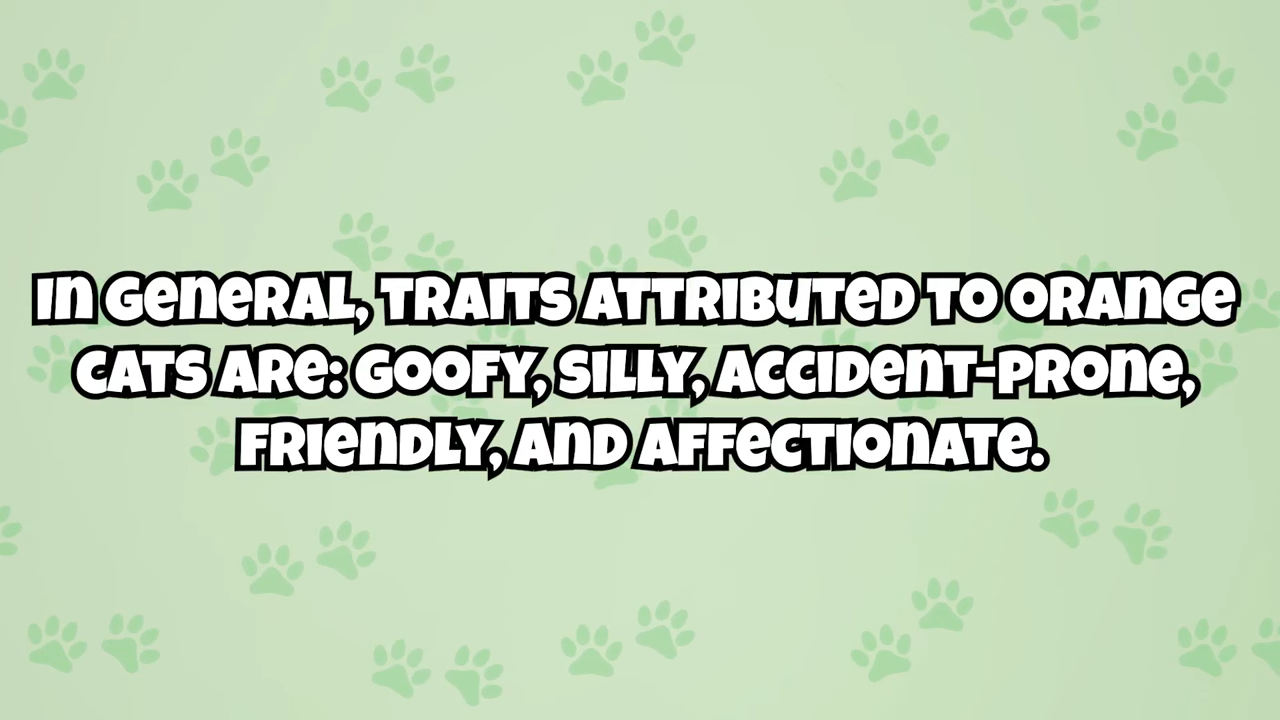 In general, traits attributed to orange
cats are: goofy, silly, accident-prone,
friendly, and affectionate.